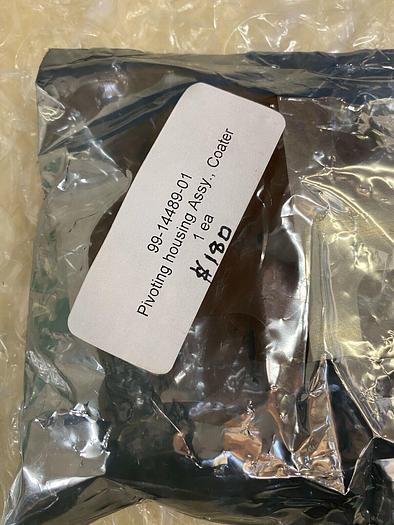 99-14489-01
Pivoting housing Assy., Coater
1 ea
#180